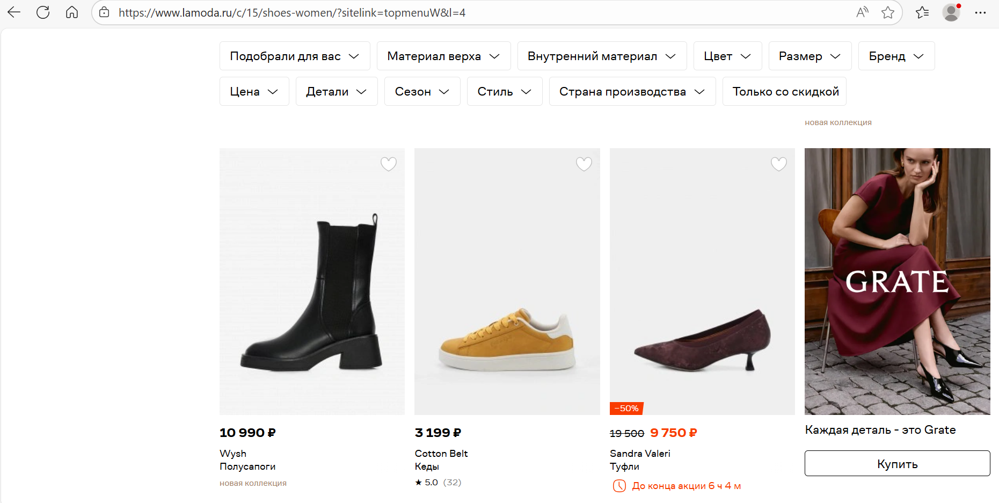 https://www.lamoda.ru/c/15/shoes-women/?sitelink=topmenuW&l=4
Подобрали для вас
Материал верха
Внутренний материал
Цвет
Размер
Бренд
Цена
Детали
Сезон
Стиль
Страна производства
Только со скидкой
новая коллекция
10 990 ₽
Wysh
Полусапоги
новая коллекция
3 199 ₽
Cotton Belt
Кеды
★ 5.0 (32)
−50%
19 500 9 750 ₽
Sandra Valeri
Туфли
До конца акции 6 ч 4 м
GRATE
Каждая деталь - это Grate
Купить